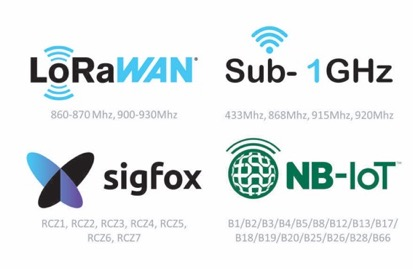 LoRaWAN®
860-870 Mhz, 900-930Mhz
Sub- 1GHz
433Mhz, 868Mhz, 915Mhz, 920Mhz
sigfox
RCZ1, RCZ2, RCZ3, RCZ4, RCZ5,
RCZ6, RCZ7
NB-IoT™
B1/B2/B3/B4/B5/B8/B12/B13/B17/
B18/B19/B20/B25/B26/B28/B66